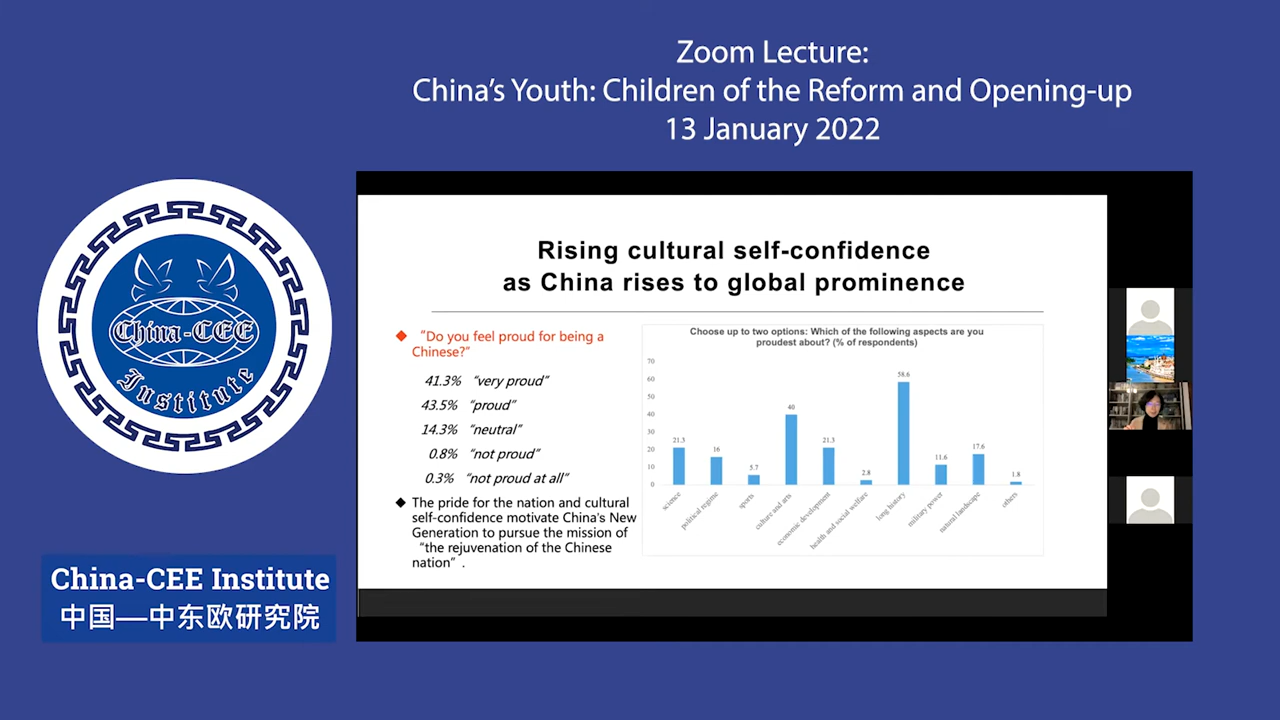 Zoom Lecture:
China's Youth: Children of the Reform and Opening-up
13 January 2022
China-CEE
Institute
China-CEE Institute
中国—中东欧研究院
Rising cultural self-confidence
as China rises to global prominence
◆ "Do you feel proud for being a
Chinese?"
41.3% "very proud"
43.5% "proud"
14.3% "neutral"
0.8% "not proud"
0.3% "not proud at all"
◆ The pride for the nation and cultural
self-confidence motivate China's New
Generation to pursue the mission of
"the rejuvenation of the Chinese
nation" .
Choose up to two options: Which of the following aspects are you
proudest about? (% of respondents)
70
60
50
40
30
20
10
0
21.3
16
5.7
40
21.3
2.8
58.6
11.6
17.6
1.8
science
political regime
sports
culture and arts
economic development
health and social welfare
long history
military power
natural landscape
others